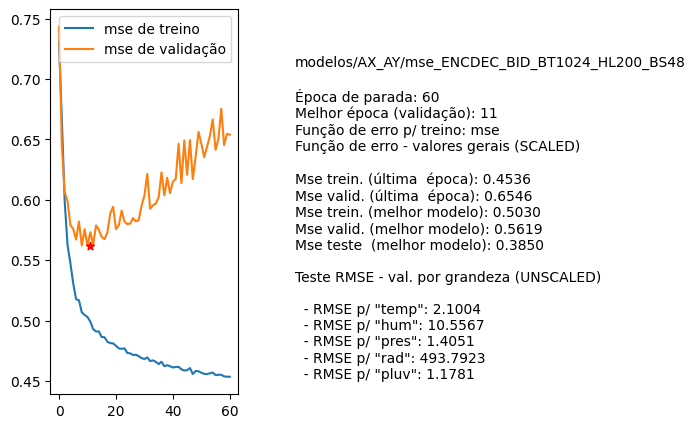 0.75
0.70
0.65
0.60
0.55
0.50
0.45
0
20
40
60
mse de treino
mse de validação
modelos/AX_AY/mse_ENCDEC_BID_BT1024_HL200_BS48
Época de parada: 60
Melhor época (validação): 11
Função de erro p/ treino: mse
Função de erro - valores gerais (SCALED)
Mse trein. (última  época): 0.4536
Mse valid. (última  época): 0.6546
Mse trein. (melhor modelo): 0.5030
Mse valid. (melhor modelo): 0.5619
Mse teste  (melhor modelo): 0.3850
Teste RMSE - val. por grandeza (UNSCALED)
- RMSE p/ "temp": 2.1004
- RMSE p/ "hum": 10.5567
- RMSE p/ "pres": 1.4051
- RMSE p/ "rad": 493.7923
- RMSE p/ "pluv": 1.1781